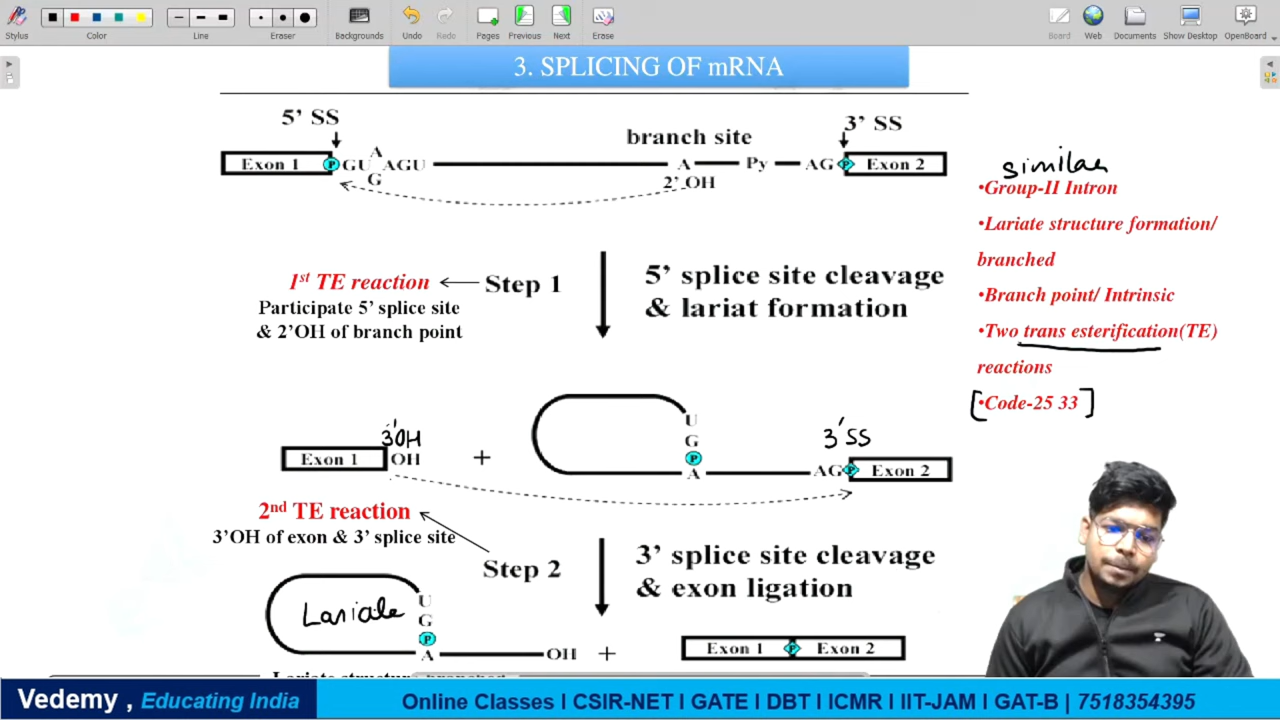 Stylus
Color
Line
Eraser
Backgrounds
Undo
Redo
Pages
Previous
Next
Erase
Board
Web
Documents
Show Desktop
OpenBoard
3. SPLICING OF mRNA
5' SS
branch site
3' SS
Exon 1 P GU A AGU
G
A Py AG P Exon 2
2' OH
similar
•Group-II Intron
•Lariate structure formation/
branched
•Branch point/ Intrinsic
•Two trans esterification(TE)
reactions
[•Code-25 33]
1st TE reaction
Step 1
Participate 5' splice site
& 2'OH of branch point
5' splice site cleavage
& lariat formation
3'OH
Exon 1 OH
+
U
G
P
A
3'SS
AG P Exon 2
2nd TE reaction
3'OH of exon & 3' splice site
Step 2
3' splice site cleavage
& exon ligation
Lariate
U
G
P
A
OH
+
Exon 1 Exon 2
Lariate structure branched
Vedemy , Educating India
Online Classes I CSIR-NET I GATE I DBT I ICMR I IIT-JAM I GAT-B | 7518354395